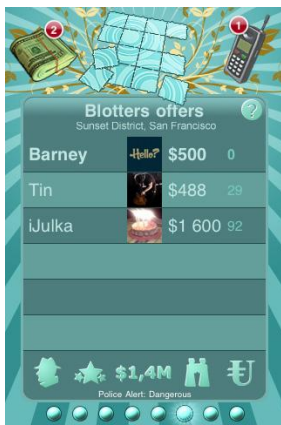 2
1
Blotters offers
?
Sunset District, San Francisco
Barney Hello? $500 0
Tin $488 29
iJulka $1 600 92
$1,4M
Police Alert: Dangerous